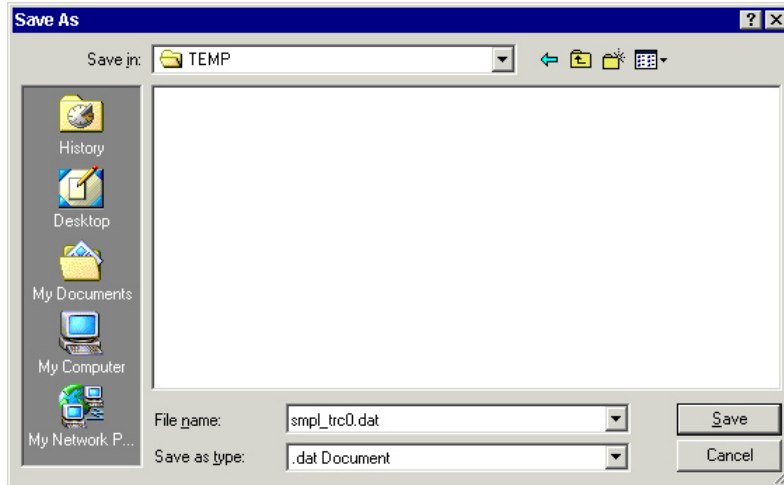 Save As
Save in: TEMP
History
Desktop
My Documents
My Computer
My Network P...
File name: smpl_trc0.dat
Save as type: .dat Document
Save
Cancel